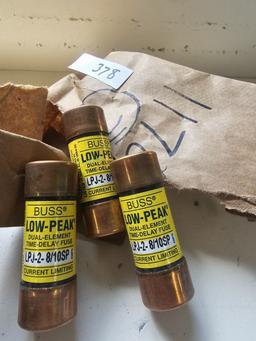 378
BUSS®
LOW-PEAK®
DUAL-ELEMENT
TIME-DELAY FUSE
LPJ-2-8/
CURRENT LIMITING
BUSS®
LOW-PEAK®
DUAL-ELEMENT
TIME-DELAY FUSE
LPJ-2-8/10SP
CURRENT LIMITING
BUSS®
LOW-PEAK®
DUAL-ELEMENT
TIME-DELAY FUSE
LPJ-2-8/10SP
CURRENT LIMITING